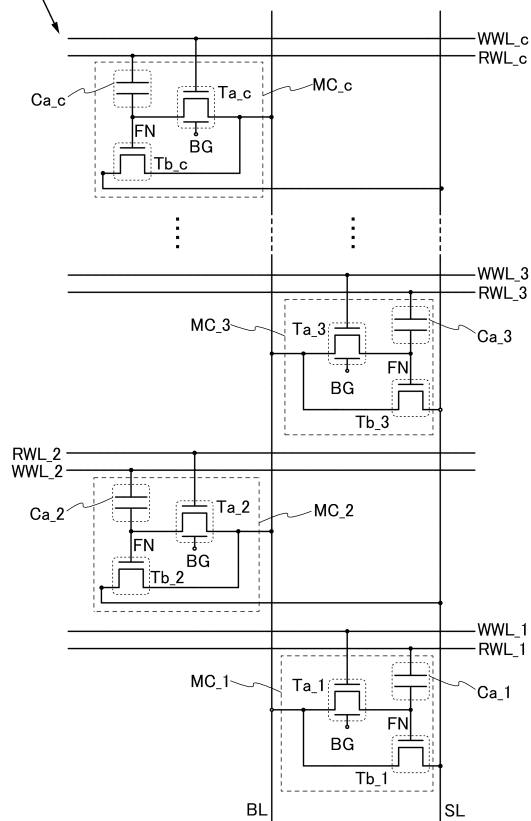 WWL_c
RWL_c
Ca_c
Ta_c
MC_c
FN
BG
Tb_c
WWL_3
RWL_3
MC_3
Ta_3
Ca_3
FN
BG
Tb_3
RWL_2
WWL_2
Ca_2
Ta_2
MC_2
FN
BG
Tb_2
WWL_1
RWL_1
MC_1
Ta_1
Ca_1
FN
BG
Tb_1
BL
SL